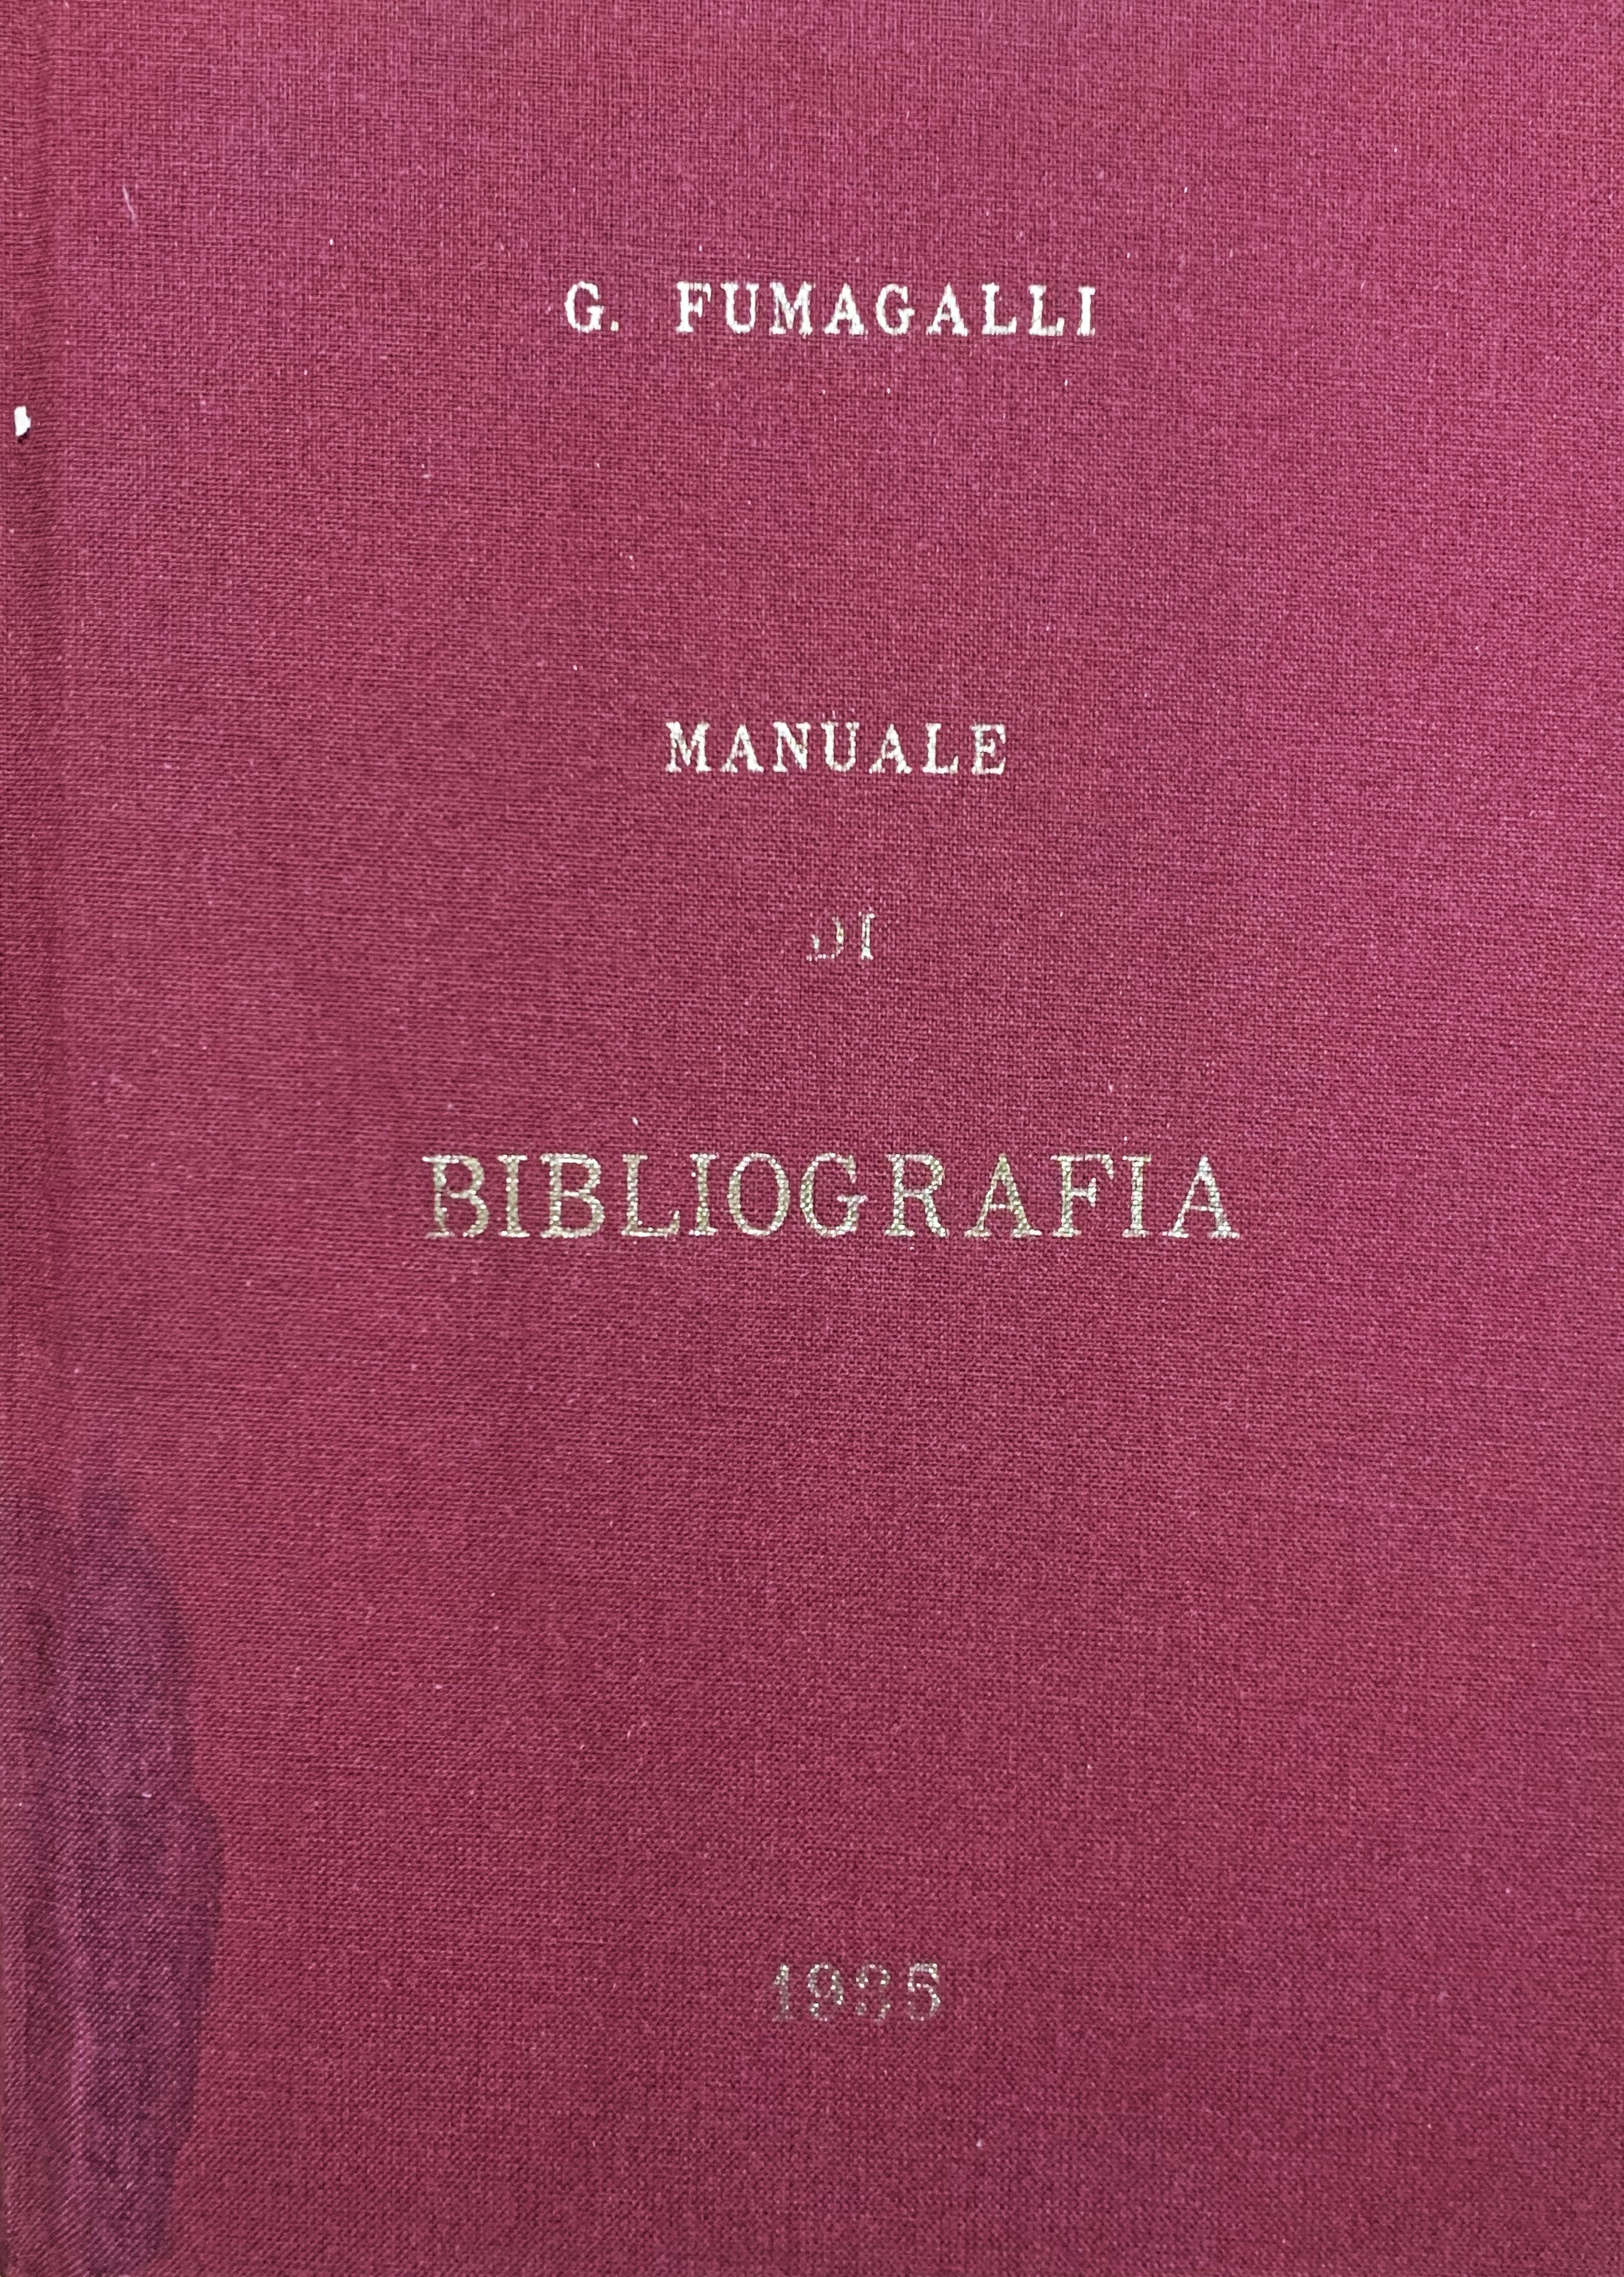 G. FUMAGALLI
MANUALE
DI
BIBLIOGRAFIA
1935